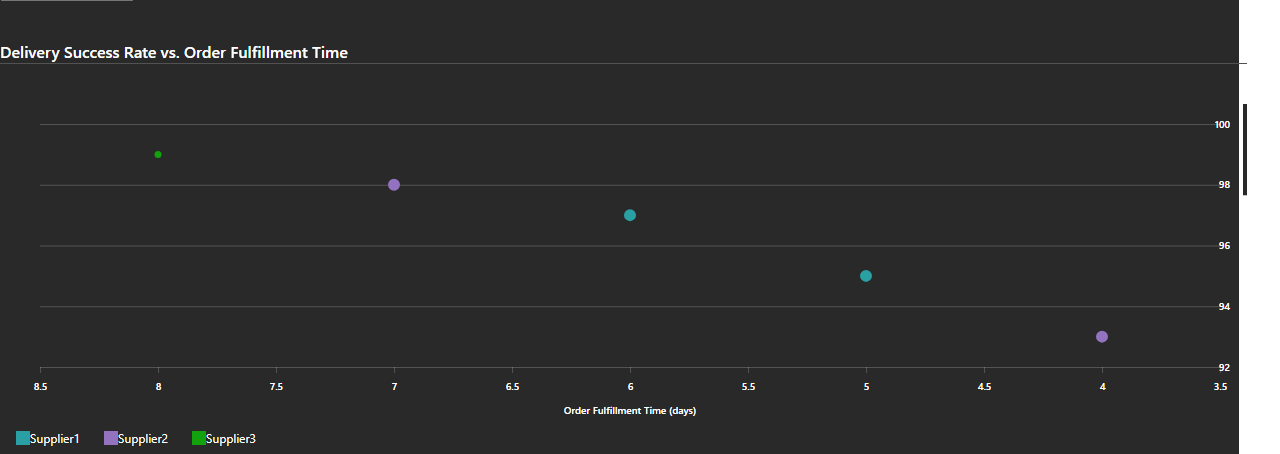 Delivery Success Rate vs. Order Fulfillment Time
100
98
96
94
92
8.5 8 7.5 7 6.5 6 5.5 5 4.5 4 3.5
Order Fulfillment Time (days)
Supplier1 Supplier2 Supplier3